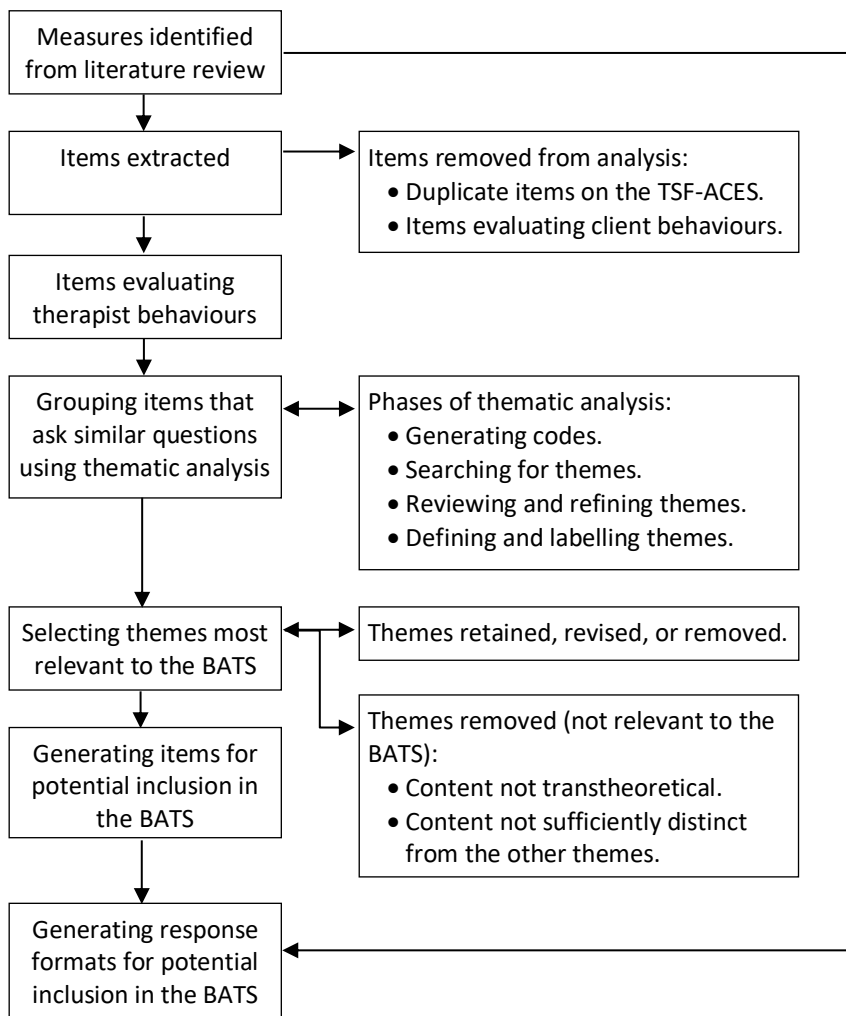 Measures identified
from literature review
Items extracted
Items removed from analysis:
• Duplicate items on the TSF-ACES.
• Items evaluating client behaviours.
Items evaluating
therapist behaviours
Grouping items that
ask similar questions
using thematic analysis
Phases of thematic analysis:
• Generating codes.
• Searching for themes.
• Reviewing and refining themes.
• Defining and labelling themes.
Selecting themes most
relevant to the BATS
Themes retained, revised, or removed.
Themes removed (not relevant to the
BATS):
• Content not transtheoretical.
• Content not sufficiently distinct
from the other themes.
Generating items for
potential inclusion in
the BATS
Generating response
formats for potential
inclusion in the BATS